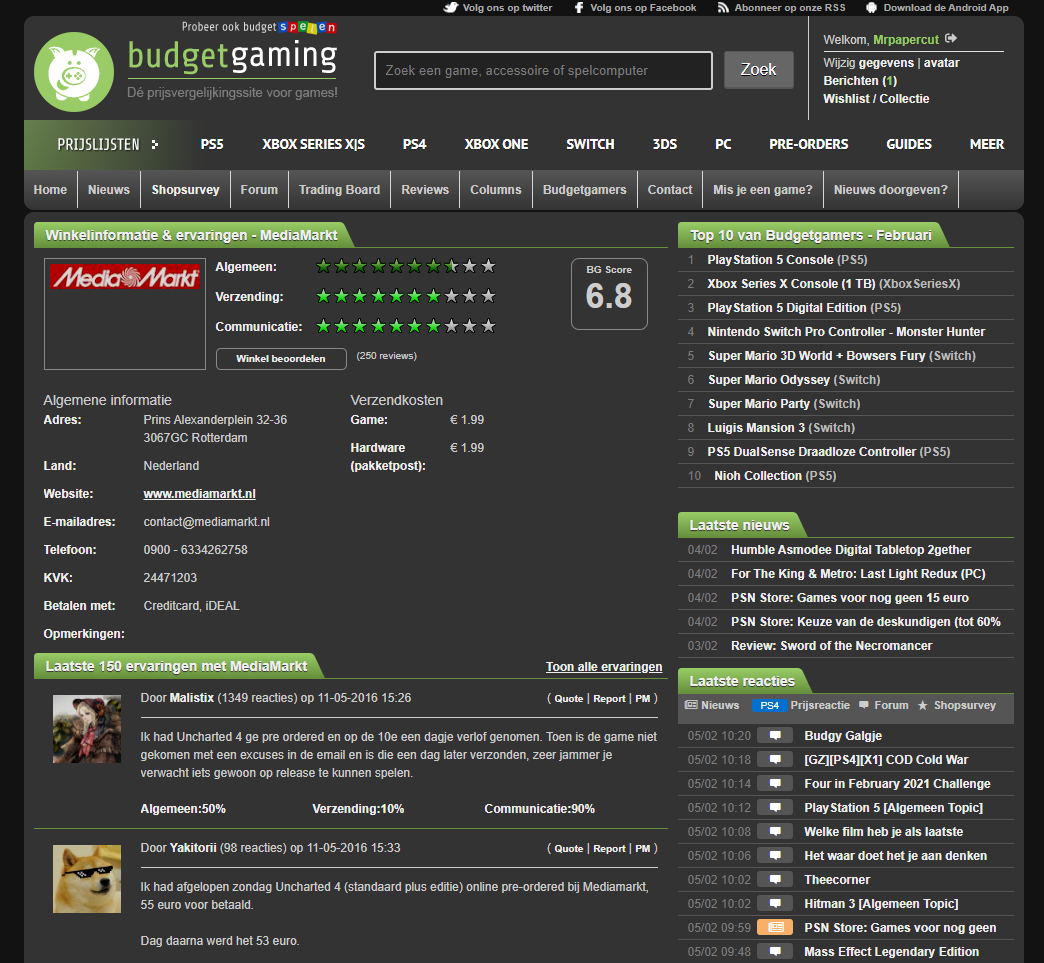 Volg ons op twitter
Volg ons op Facebook
Abonneer op onze RSS
Download de Android App
Probeer ook budget spelen
budgetgaming
Dé prijsvergelijkingssite voor games!
Zoek een game, accessoire of spelcomputer
Zoek
Welkom, Mrpapercut
Wijzig gegevens | avatar
Berichten (1)
Wishlist / Collectie
PRIJSLIJSTEN PS5 XBOX SERIES X|S PS4 XBOX ONE SWITCH 3DS PC PRE-ORDERS GUIDES MEER
Home Nieuws Shopsurvey Forum Trading Board Reviews Columns Budgetgamers Contact Mis je een game? Nieuws doorgeven?
Winkelinformatie & ervaringen - MediaMarkt
Media Markt
Algemeen:
Verzending:
Communicatie:
Winkel beoordelen (250 reviews)
BG Score
6.8
Algemene informatie
Adres: Prins Alexanderplein 32-36
3067GC Rotterdam
Land: Nederland
Website: www.mediamarkt.nl
E-mailadres: contact@mediamarkt.nl
Telefoon: 0900 - 6334262758
KVK: 24471203
Betalen met: Creditcard, iDEAL
Opmerkingen:
Verzendkosten
Game: € 1.99
Hardware € 1.99
(pakketpost):
Laatste 150 ervaringen met MediaMarkt
Toon alle ervaringen
Door Malistix (1349 reacties) op 11-05-2016 15:26 ( Quote | Report | PM )
Ik had Uncharted 4 ge pre ordered en op de 10e een dagje verlof genomen. Toen is de game niet
gekomen met een excuses in de email en is die een dag later verzonden, zeer jammer je
verwacht iets gewoon op release te kunnen spelen.
Algemeen:50% Verzending:10% Communicatie:90%
Door Yakitorii (98 reacties) op 11-05-2016 15:33 ( Quote | Report | PM )
Ik had afgelopen zondag Uncharted 4 (standaard plus editie) online pre-ordered bij Mediamarkt,
55 euro voor betaald.
Dag daarna werd het 53 euro.
Top 10 van Budgetgamers - Februari
1 PlayStation 5 Console (PS5)
2 Xbox Series X Console (1 TB) (XboxSeriesX)
3 PlayStation 5 Digital Edition (PS5)
4 Nintendo Switch Pro Controller - Monster Hunter
5 Super Mario 3D World + Bowsers Fury (Switch)
6 Super Mario Odyssey (Switch)
7 Super Mario Party (Switch)
8 Luigis Mansion 3 (Switch)
9 PS5 DualSense Draadloze Controller (PS5)
10 Nioh Collection (PS5)
Laatste nieuws
04/02 Humble Asmodee Digital Tabletop 2gether
04/02 For The King & Metro: Last Light Redux (PC)
04/02 PSN Store: Games voor nog geen 15 euro
04/02 PSN Store: Keuze van de deskundigen (tot 60%
03/02 Review: Sword of the Necromancer
Laatste reacties
Nieuws PS4 Prijsreactie Forum Shopsurvey
05/02 10:20 Budgy Galgje
05/02 10:18 [GZ][PS4][X1] COD Cold War
05/02 10:14 Four in February 2021 Challenge
05/02 10:12 PlayStation 5 [Algemeen Topic]
05/02 10:08 Welke film heb je als laatste
05/02 10:06 Het waar doet het je aan denken
05/02 10:02 Theecorner
05/02 10:02 Hitman 3 [Algemeen Topic]
05/02 09:59 PSN Store: Games voor nog geen
05/02 09:48 Mass Effect Legendary Edition